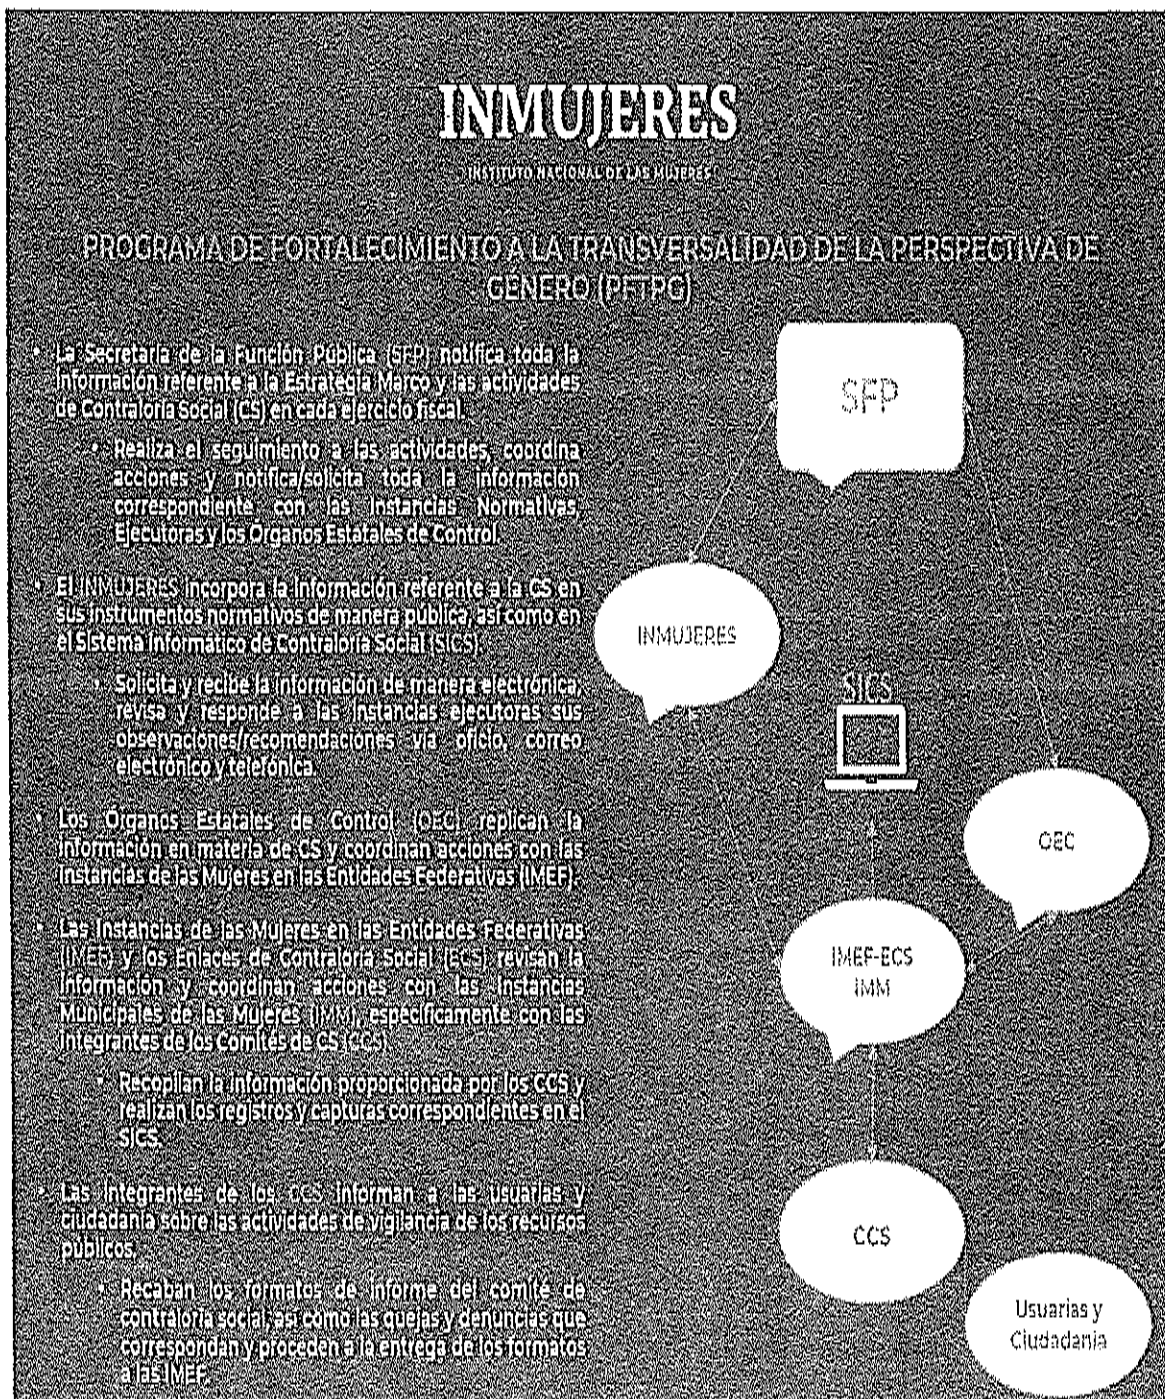 INMUJERES
INSTITUTO NACIONAL DE LAS MUJERES
PROGRAMA DE FORTALECIMIENTO A LA TRANSVERSALIDAD DE LA PERSPECTIVA DE
GÉNERO (PFTPG)
• La Secretaría de la Función Pública (SFP) notifica toda la
información referente a la Estrategia Marco y las actividades
de Contraloría Social (CS) en cada ejercicio fiscal.
• Realiza el seguimiento a las actividades, coordina
acciones y notifica/solicita toda la información
correspondiente con las Instancias Normativas,
Ejecutoras y los Órganos Estatales de Control.
• El INMUJERES incorpora la información referente a la CS en
sus instrumentos normativos de manera pública, así como en
el Sistema Informático de Contraloría Social (SICS).
• Solicita y recibe la información de manera electrónica,
revisa y responde a las instancias ejecutoras sus
observaciones/recomendaciones vía oficio, correo
electrónico y telefónica.
• Los Órganos Estatales de Control (OEC) replican la
información en materia de CS y coordinan acciones con las
Instancias de las Mujeres en las Entidades Federativas (IMEF).
• Las Instancias de las Mujeres en las Entidades Federativas
(IMEF) y los Enlaces de Contraloría Social (ECS) revisan la
información y coordinan acciones con las Instancias
Municipales de las Mujeres (IMM), específicamente con las
integrantes de los Comités de CS (CCS).
• Recopilan la información proporcionada por los CCS y
realizan los registros y capturas correspondientes en el
SICS.
• Las integrantes de los CCS informan a las usuarias y
ciudadanía sobre las actividades de vigilancia de los recursos
públicos.
• Recaban los formatos de informe del comité de
contraloría social, así como las quejas y denuncias que
correspondan y proceden a la entrega de los formatos
a las IMEF
SFP
INMUJERES
SICS
OEC
IMEF-ECS
IMM
CCS
Usuarias y
Ciudadanía